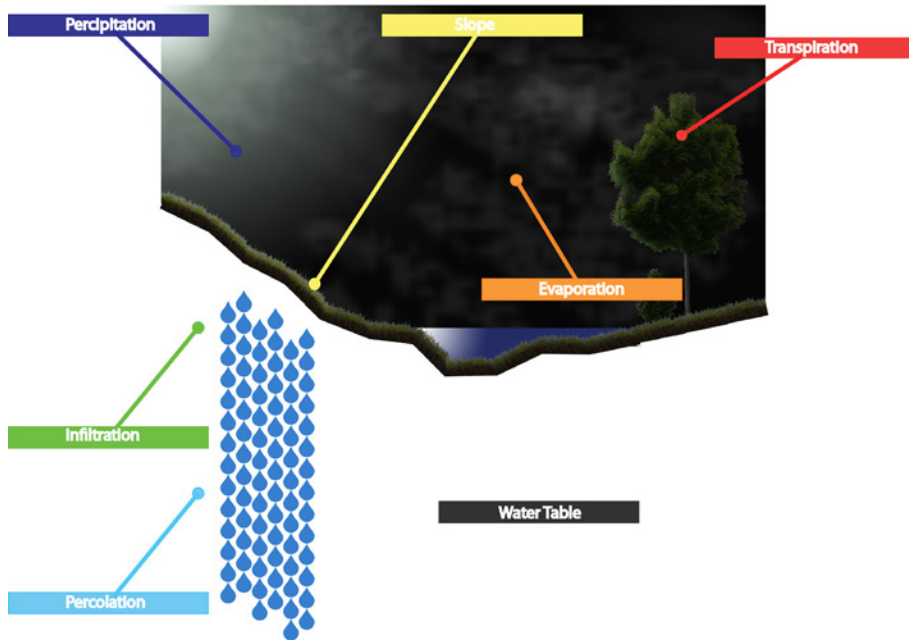 Percipitation
Slope
Transpiration
Evaporation
Infiltration
Water Table
Percolation